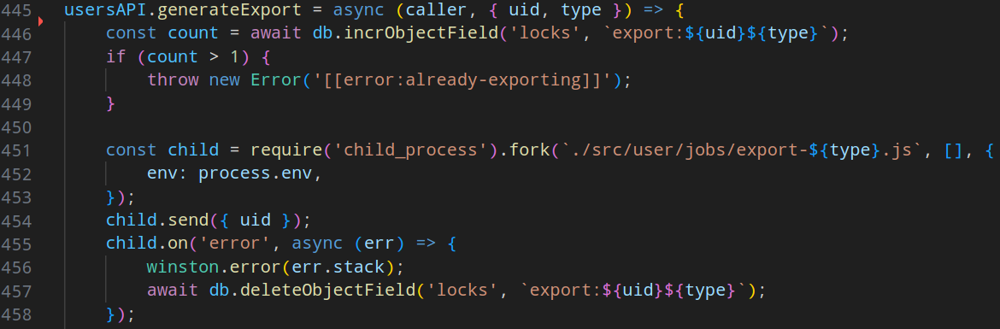 445 usersAPI.generateExport = async (caller, { uid, type }) => {
446     const count = await db.incrObjectField('locks', `export:${uid}${type}`);
447     if (count > 1) {
448         throw new Error('[[error:already-exporting]]');
449     }
450
451     const child = require('child_process').fork(`./src/user/jobs/export-${type}.js`, [], {
452         env: process.env,
453     });
454     child.send({ uid });
455     child.on('error', async (err) => {
456         winston.error(err.stack);
457         await db.deleteObjectField('locks', `export:${uid}${type}`);
458     });